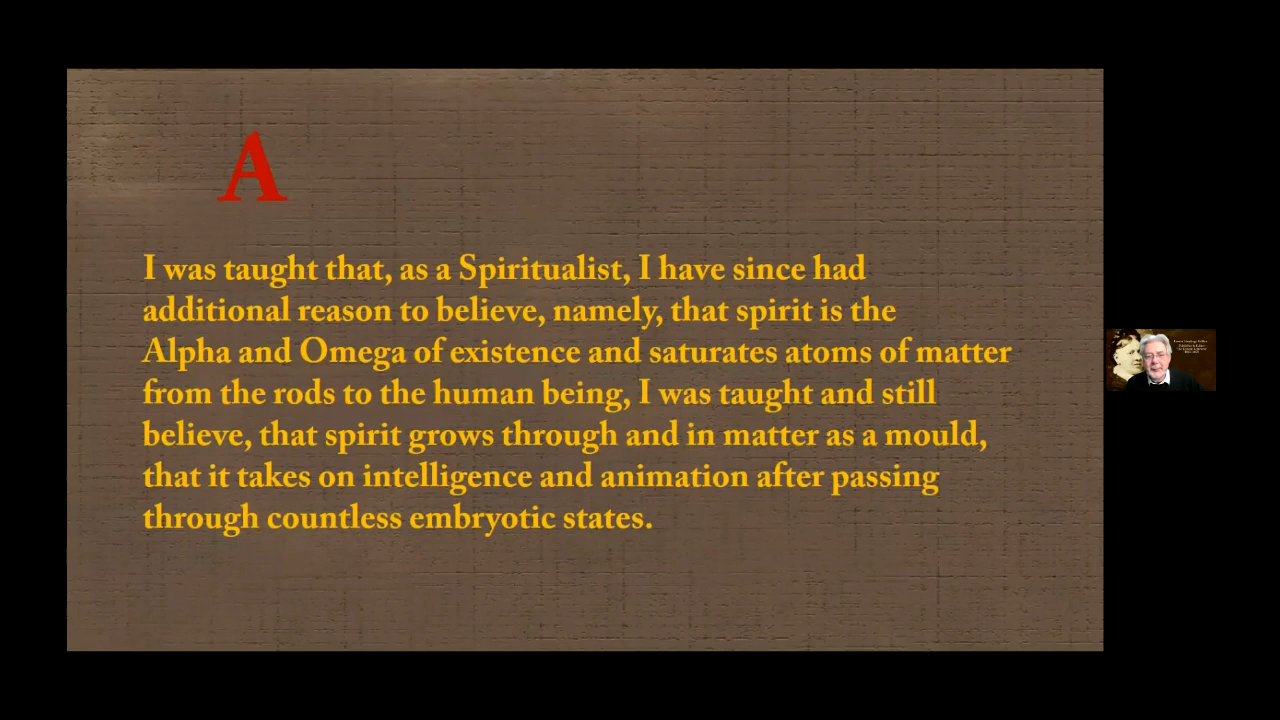 A
I was taught that, as a Spiritualist, I have since had
additional reason to believe, namely, that spirit is the
Alpha and Omega of existence and saturates atoms of matter
from the rods to the human being, I was taught and still
believe, that spirit grows through and in matter as a mould,
that it takes on intelligence and animation after passing
through countless embryotic states.